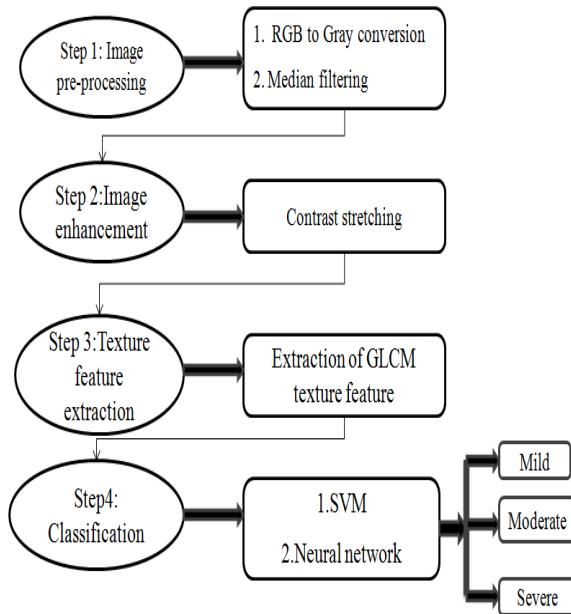 Step 1: Image
pre-processing
1. RGB to Gray conversion
2. Median filtering
Step 2:Image
enhancement
Contrast stretching
Step 3:Texture
feature
extraction
Extraction of GLCM
texture feature
Step4:
Classification
1.SVM
2.Neural network
Mild
Moderate
Severe